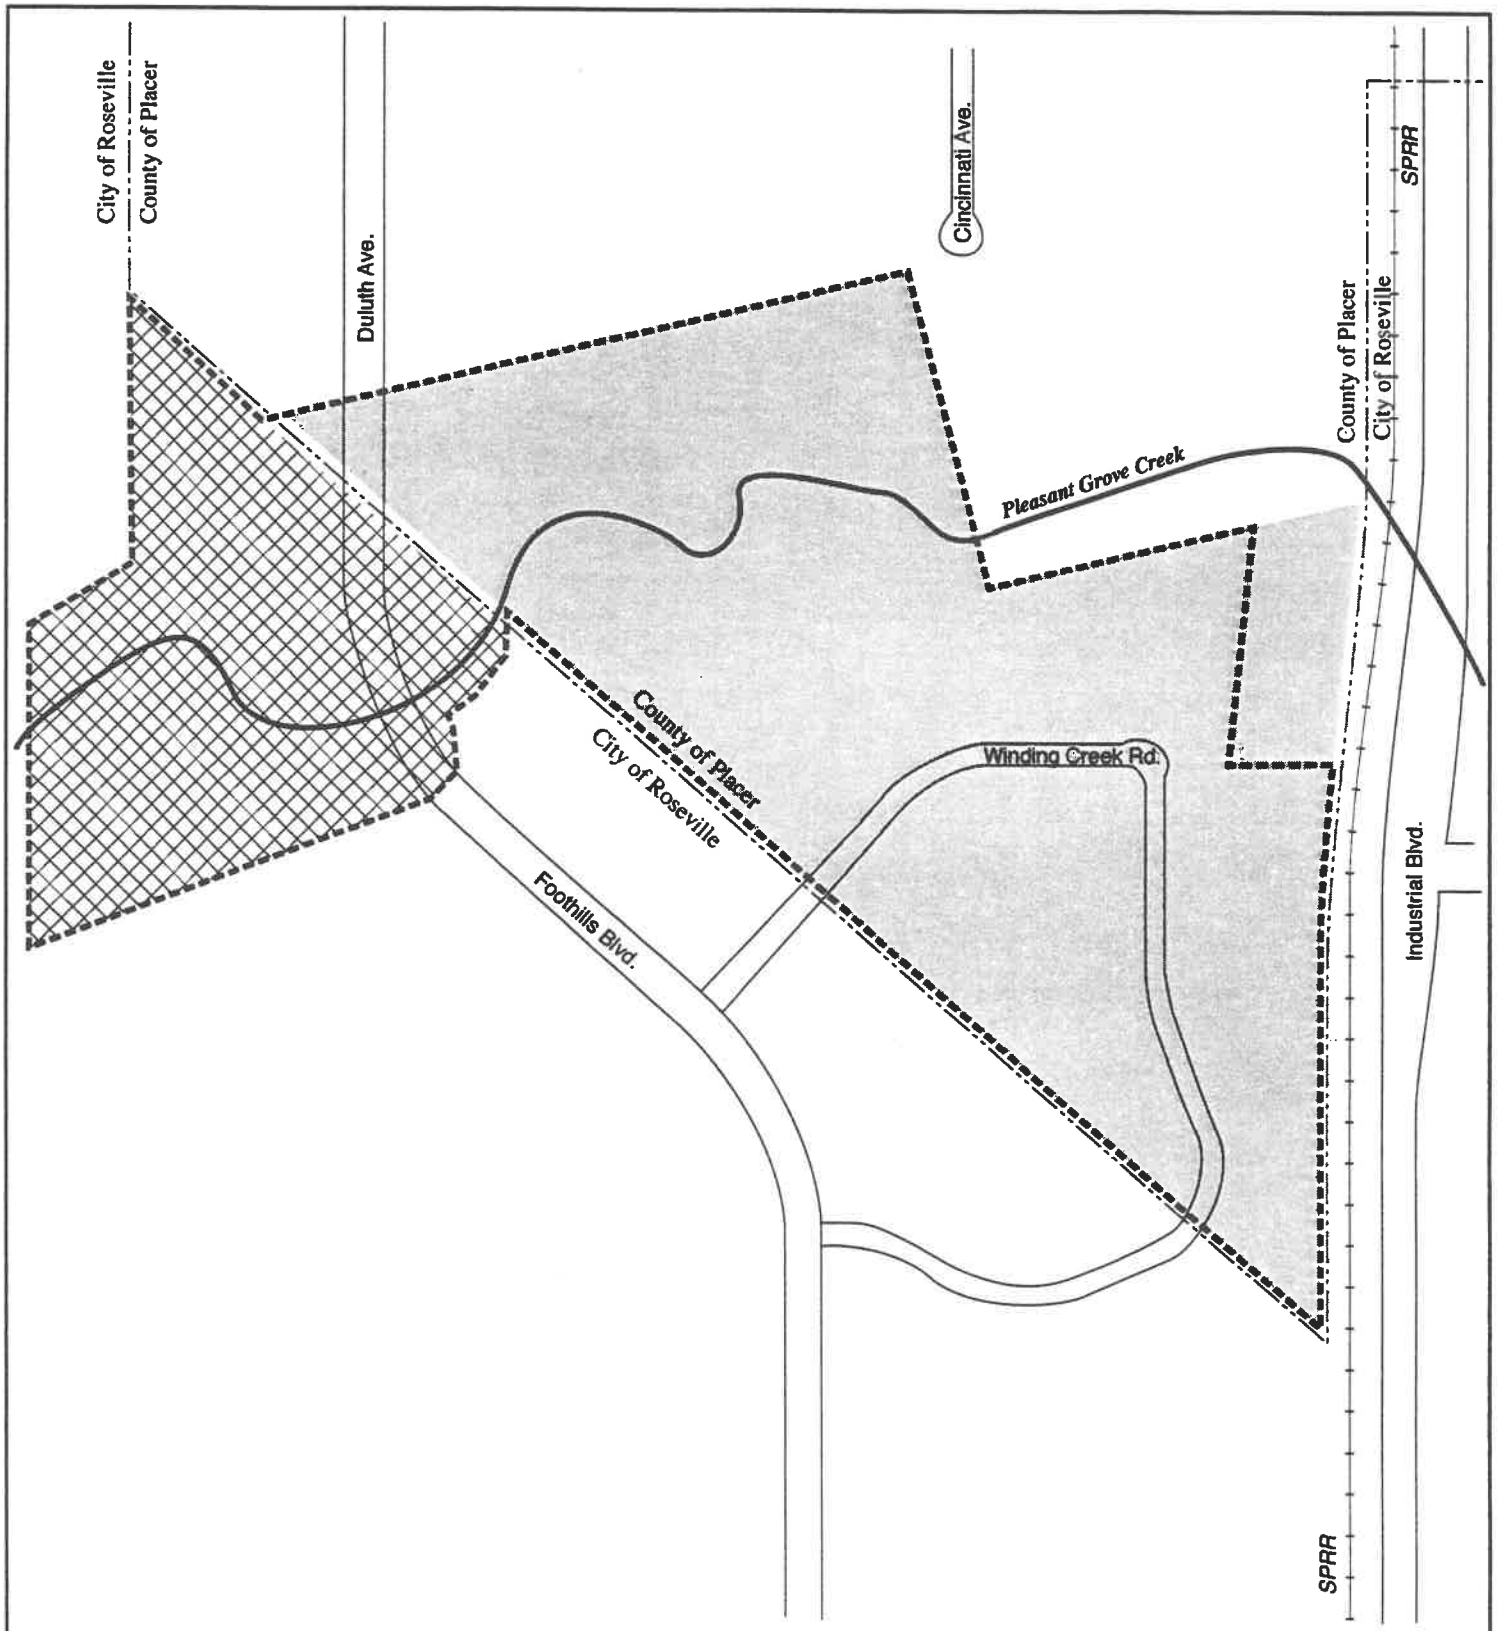 City of Roseville
County of Placer
Duluth Ave.
Cincinnati Ave.
SPRR
County of Placer
City of Roseville
Pleasant Grove Creek
County of Placer
City of Roseville
Winding Creek Rd.
Foothills Blvd.
Industrial Blvd.
SPRR